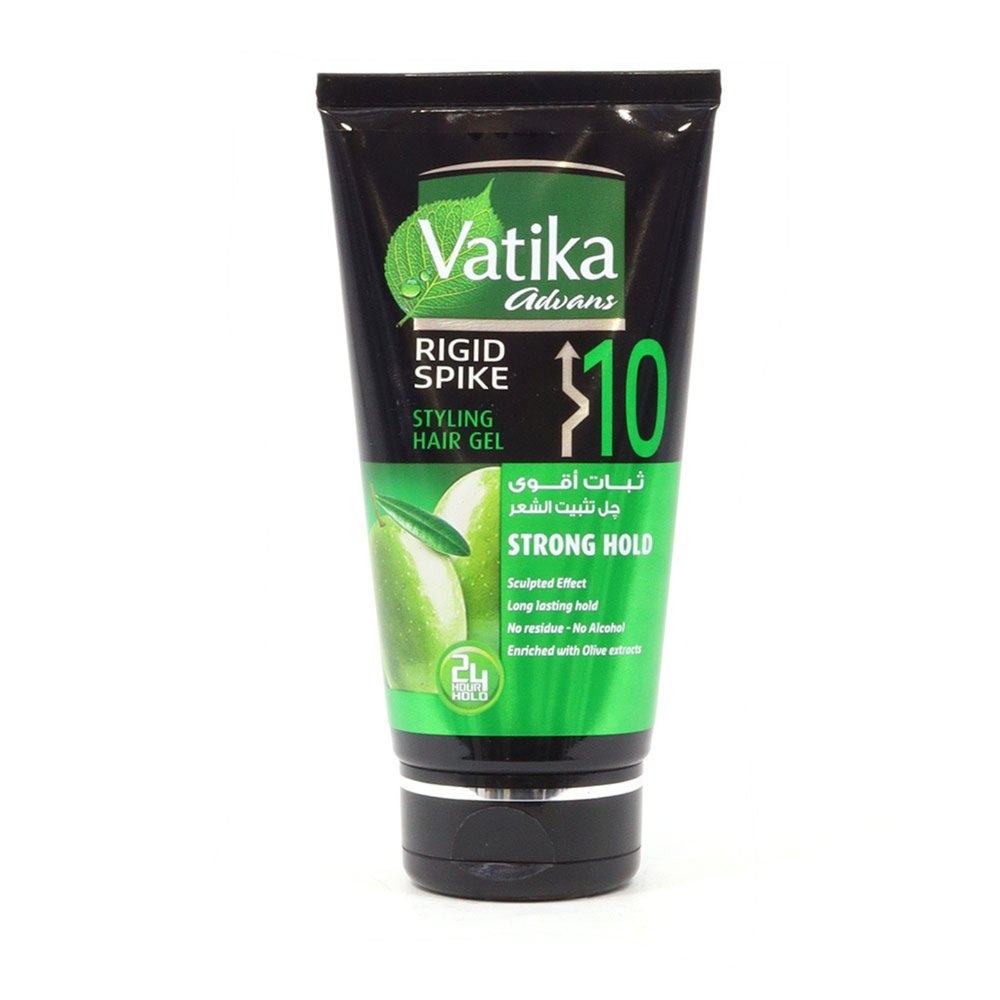 Vatika
Advans
RIGID
SPIKE
10
STYLING
HAIR GEL
ثبات أقوى
چل تثبيت الشعر
STRONG HOLD
Sculpted Effect
Long lasting hold
No residue - No Alcohol
Enriched with Olive extracts
24
HOUR
HOLD